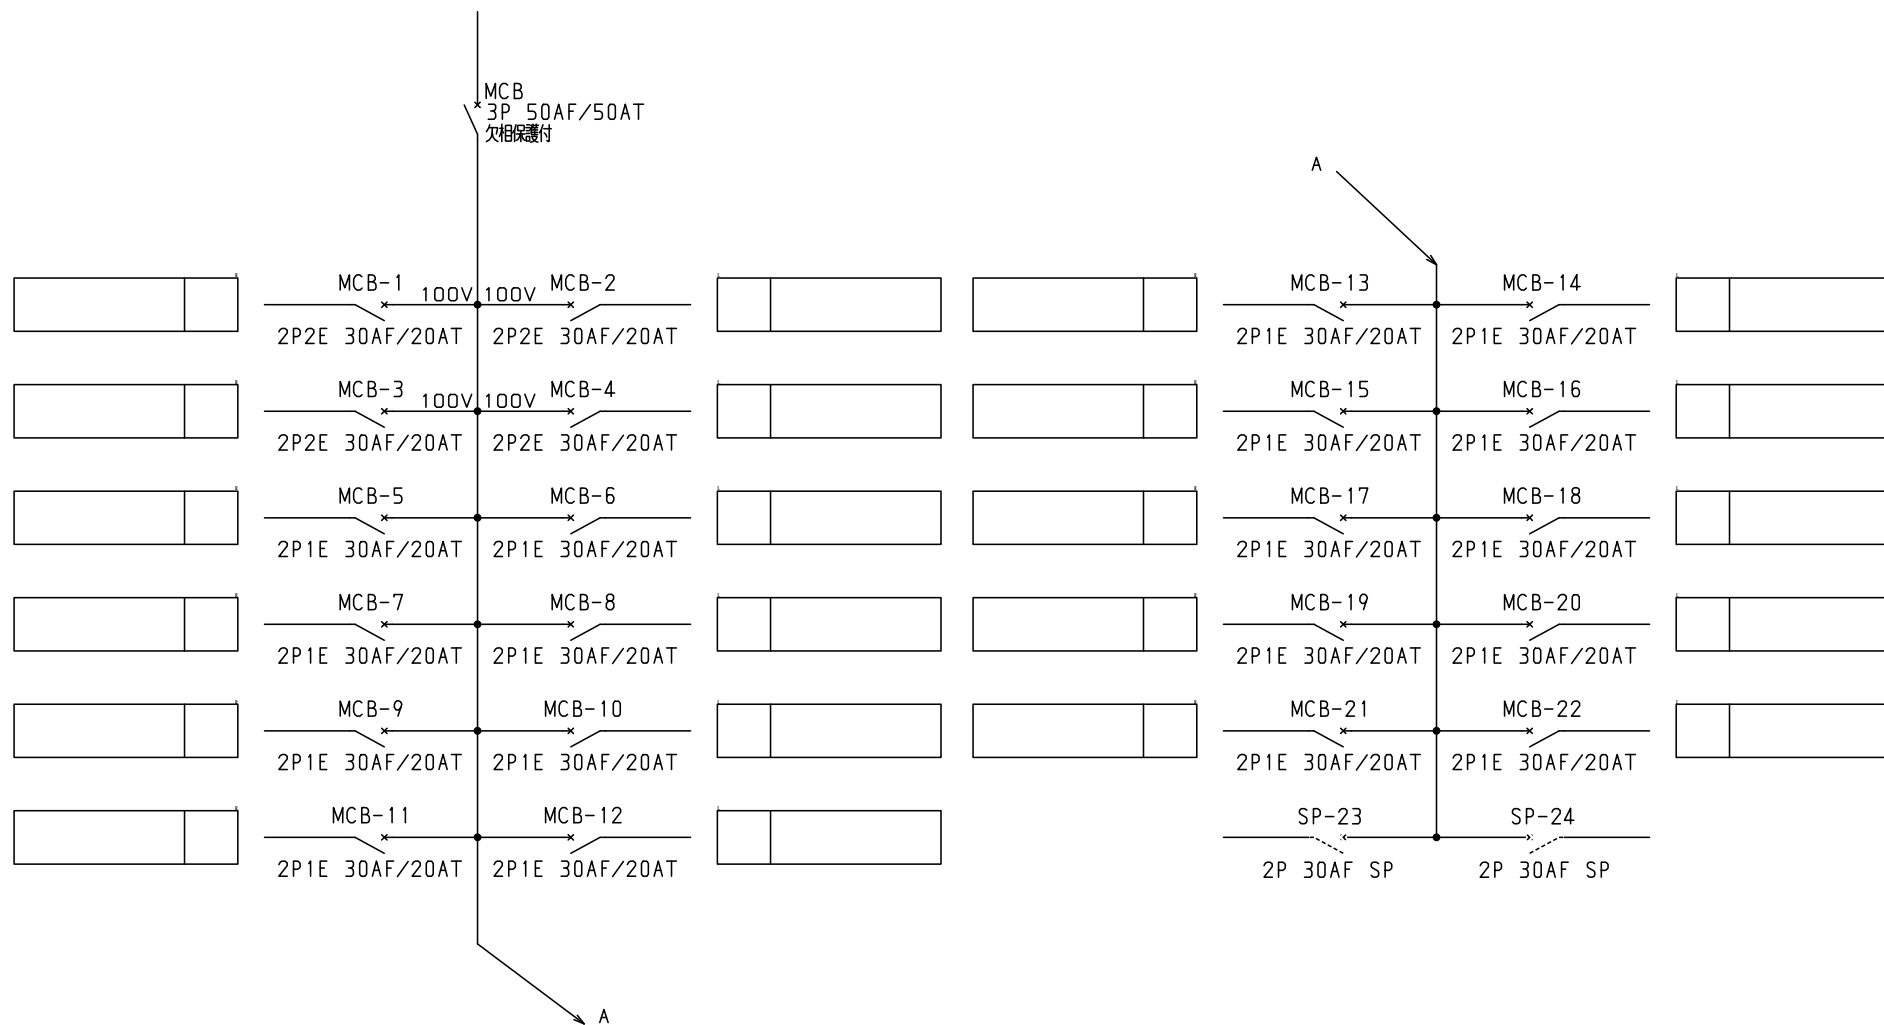 MCB
3P 50AF/50AT
欠相保護付
A
MCB-1 100V 100V MCB-2
2P2E 30AF/20AT 2P2E 30AF/20AT
MCB-3 100V 100V MCB-4
2P2E 30AF/20AT 2P2E 30AF/20AT
MCB-5 MCB-6
2P1E 30AF/20AT 2P1E 30AF/20AT
MCB-7 MCB-8
2P1E 30AF/20AT 2P1E 30AF/20AT
MCB-9 MCB-10
2P1E 30AF/20AT 2P1E 30AF/20AT
MCB-11 MCB-12
2P1E 30AF/20AT 2P1E 30AF/20AT
A
MCB-13 MCB-14
2P1E 30AF/20AT 2P1E 30AF/20AT
MCB-15 MCB-16
2P1E 30AF/20AT 2P1E 30AF/20AT
MCB-17 MCB-18
2P1E 30AF/20AT 2P1E 30AF/20AT
MCB-19 MCB-20
2P1E 30AF/20AT 2P1E 30AF/20AT
MCB-21 MCB-22
2P1E 30AF/20AT 2P1E 30AF/20AT
SP-23 SP-24
2P 30AF SP 2P 30AF SP